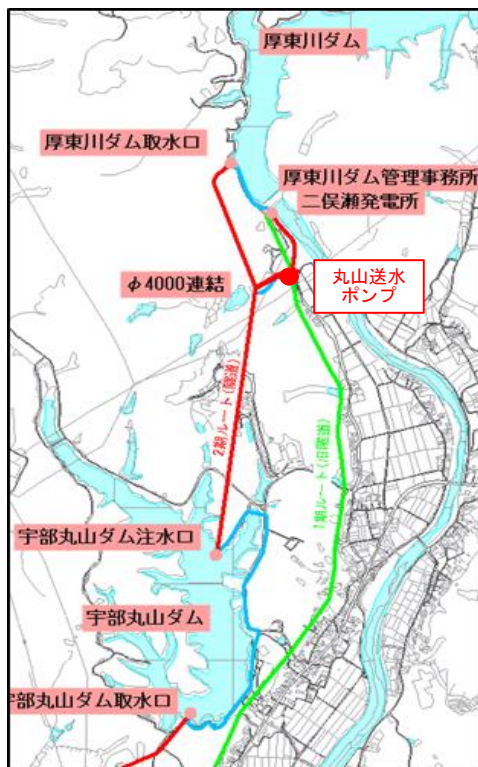 厚東川ダム
厚東川ダム取水口
厚東川ダム管理事務所
二俣瀬発電所
φ4000連結
丸山送水
ポンプ
2期ルート(隧道)
1期ルート(旧隧道)
宇部丸山ダム注水口
宇部丸山ダム
宇部丸山ダム取水口